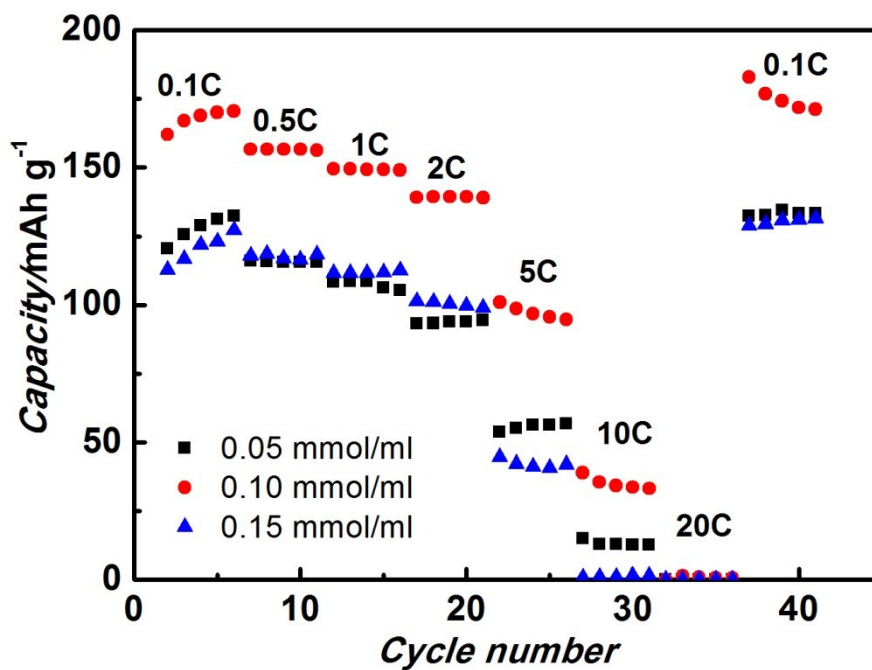 200
150
100
50
0
Capacity/mAh g⁻¹
0.1C
0.5C
1C
2C
5C
10C
20C
0.1C
0.05 mmol/ml
0.10 mmol/ml
0.15 mmol/ml
0 10 20 30 40
Cycle number